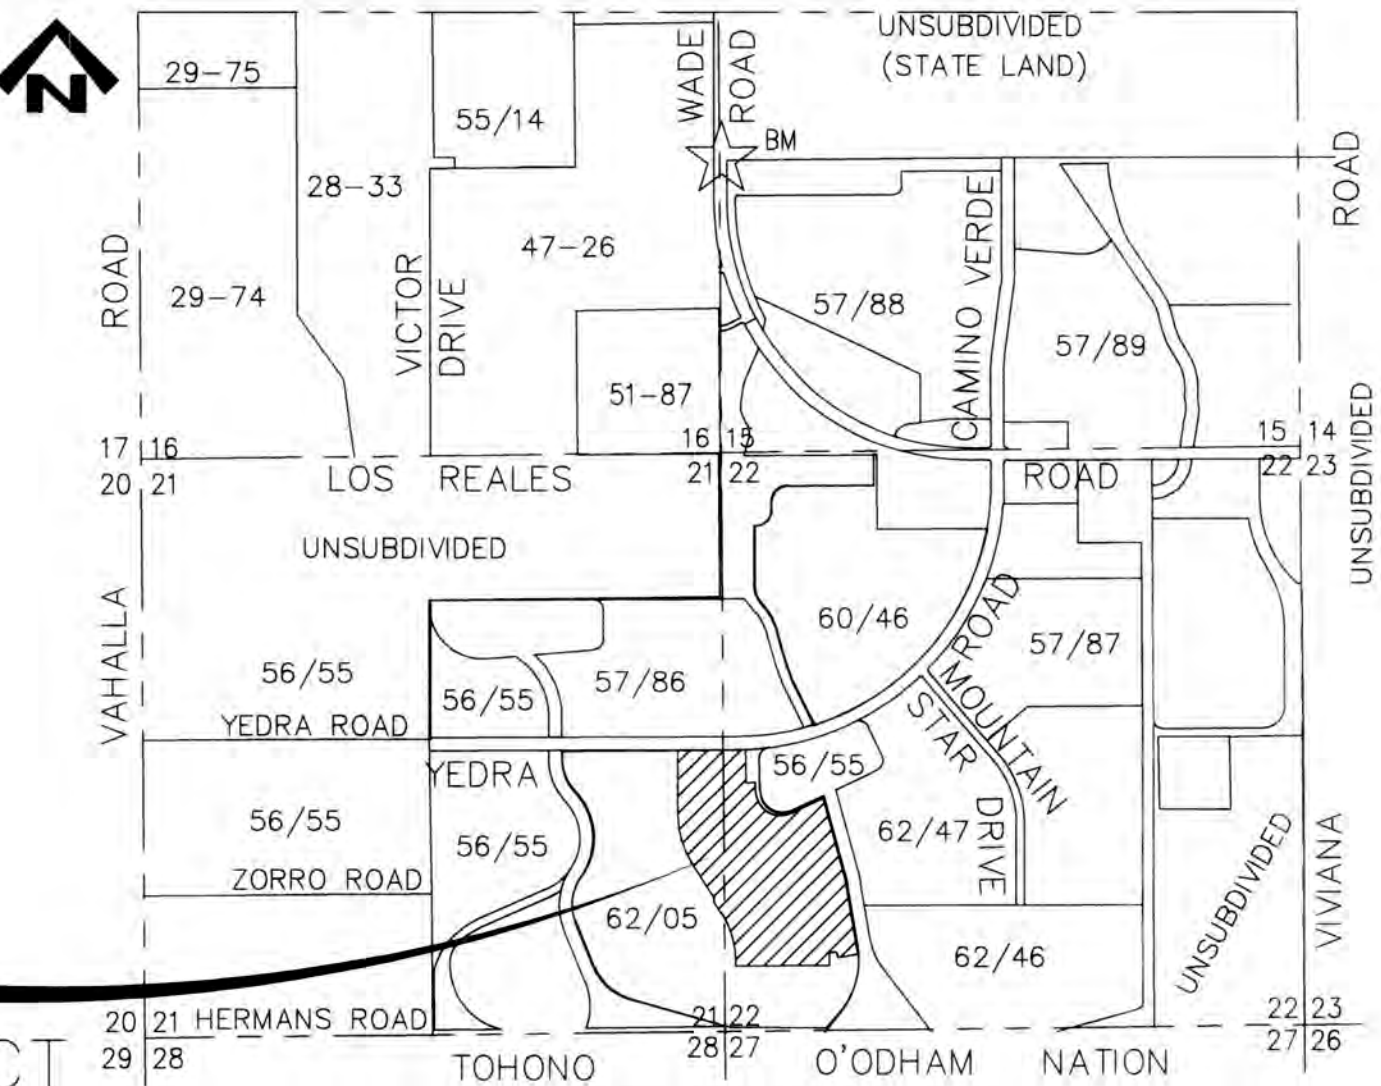 UNSUBDIVIDED
(STATE LAND)
WADE
ROAD
N
29-75
55/14
BM
28-33
47-26
ROAD
ROAD
29-74
VICTOR
DRIVE
57/88
CAMINO VERDE
57/89
51-87
17 16
20 21
16 15
21 22
15 14
22 23
LOS REALES
ROAD
UNSUBDIVIDED
UNSUBDIVIDED
VAHALLA
60/46
ROAD
57/87
56/55
56/55
57/86
YEDRA ROAD
STAR
MOUNTAIN
DRIVE
YEDRA
56/55
56/55
56/55
62/47
ZORRO ROAD
62/05
62/46
UNSUBDIVIDED
VIVIANA
20 21
29 28
HERMANS ROAD
21 22
28 27
22 23
27 26
CT
TOHONO
O'ODHAM
NATION